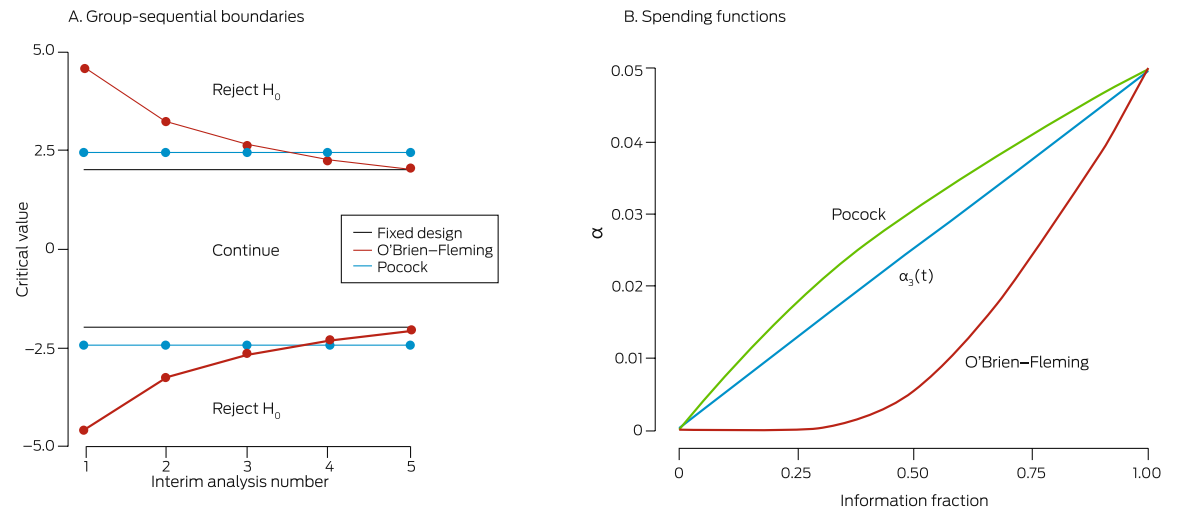 A. Group-sequential boundaries
5.0
2.5
0
–2.5
–5.0
Critical value
Reject H₀
Continue
Reject H₀
Fixed design
O'Brien–Fleming
Pocock
1 2 3 4 5
Interim analysis number
B. Spending functions
0.05
0.04
0.03
0.02
0.01
0
α
Pocock
α₃(t)
O'Brien–Fleming
0 0.25 0.50 0.75 1.00
Information fraction